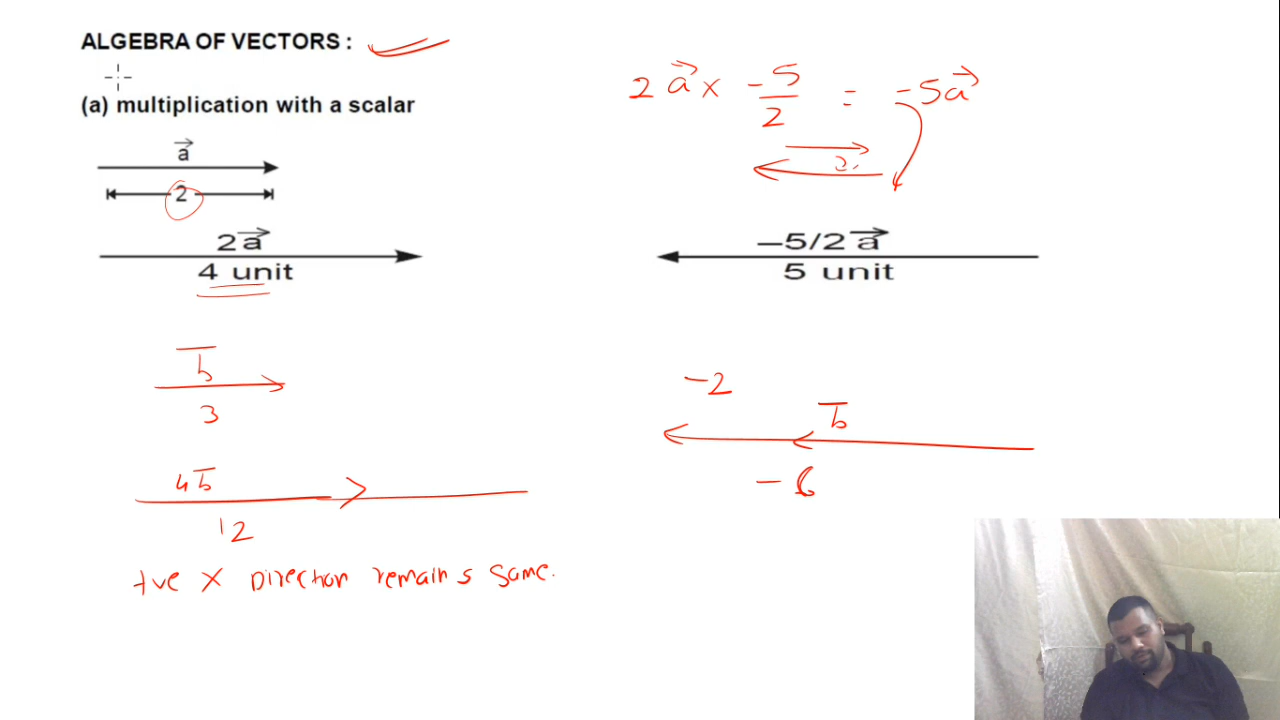 ALGEBRA OF VECTORS :
(a) multiplication with a scalar
a
2
2a
4 unit
b
3
4b
12
+ve X Direction remains same.
2a x -5/2 = -5a
2
–5/2 a
5 unit
-2
b
-6